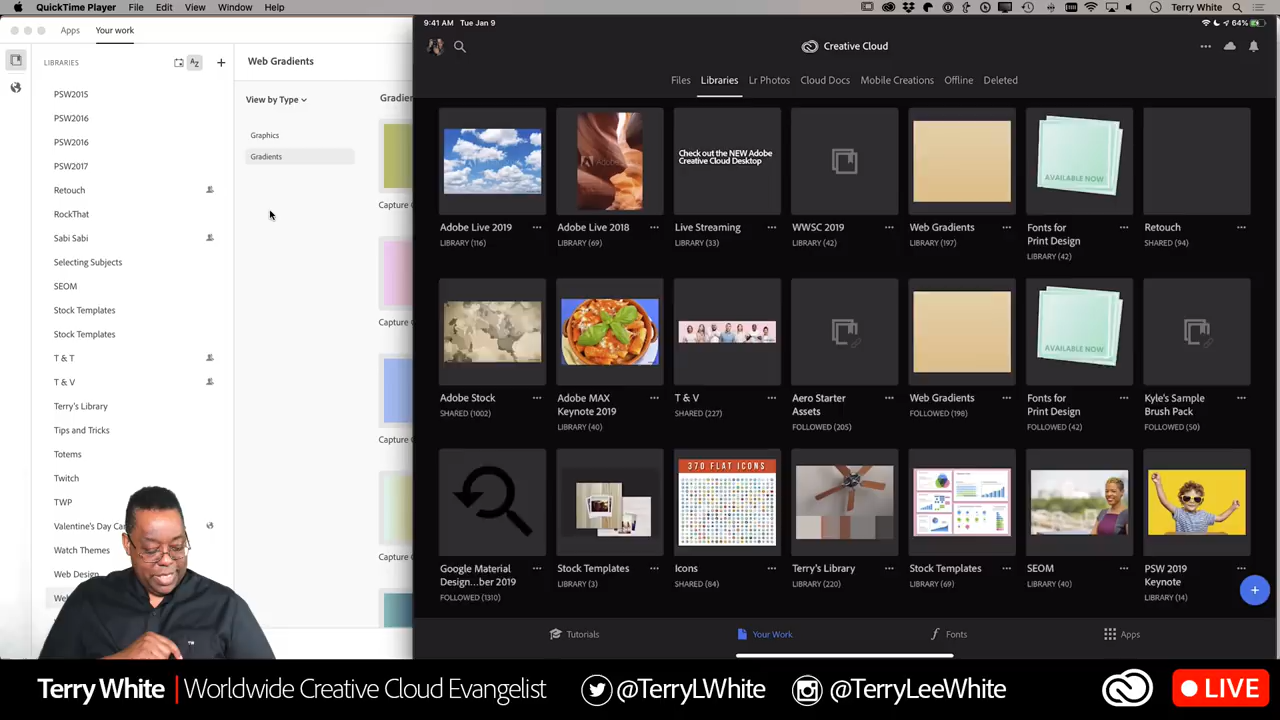 QuickTime Player File Edit View Window Help
64% Terry White
Apps Your work
LIBRARIES
PSW2015
PSW2016
PSW2016
PSW2017
Retouch
RockThat
Sabi Sabi
Selecting Subjects
SEOM
Stock Templates
Stock Templates
T & T
T & V
Terry's Library
Tips and Tricks
Totems
Twitch
TWP
Valentine's Day
Watch Themes
Web Design
Web Gradients
View by Type
Graphics
Gradients
Gradien
Capture
Capture
Capture
Capture
9:41 AM Tue Jan 9
64%
Creative Cloud
Files Libraries Lr Photos Cloud Docs Mobile Creations Offline Deleted
Check out the NEW Adobe
Creative Cloud Desktop
AVAILABLE NOW
Adobe Live 2019
LIBRARY (116)
Adobe Live 2018
LIBRARY (69)
Live Streaming
LIBRARY (33)
WWSC 2019
LIBRARY (42)
Web Gradients
LIBRARY (197)
Fonts for
Print Design
LIBRARY (42)
Retouch
SHARED (94)
AVAILABLE NOW
Adobe Stock
SHARED (1002)
Adobe MAX
Keynote 2019
LIBRARY (40)
T & V
SHARED (227)
Aero Starter
Assets
FOLLOWED (205)
Web Gradients
FOLLOWED (198)
Fonts for
Print Design
FOLLOWED (42)
Kyle's Sample
Brush Pack
FOLLOWED (50)
370 FLAT ICONS
Google Material
Design...ber 2019
FOLLOWED (1310)
Stock Templates
LIBRARY (3)
Icons
SHARED (84)
Terry's Library
LIBRARY (220)
Stock Templates
LIBRARY (69)
SEOM
LIBRARY (40)
PSW 2019
Keynote
LIBRARY (14)
Tutorials Your Work Fonts Apps
Terry White | Worldwide Creative Cloud Evangelist @TerryLWhite @TerryLeeWhite LIVE